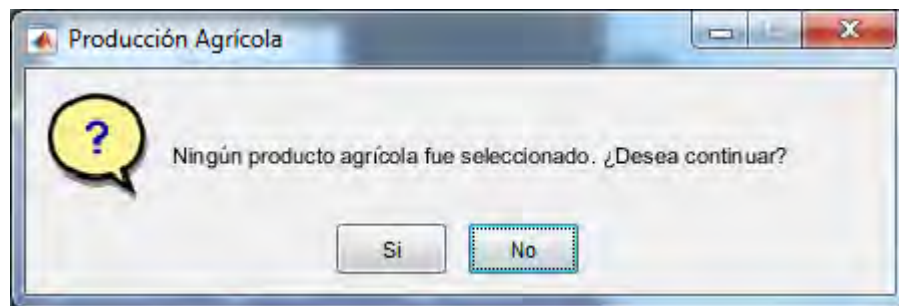 Producción Agrícola
?
Ningún producto agrícola fue seleccionado. ¿Desea continuar?
Si No